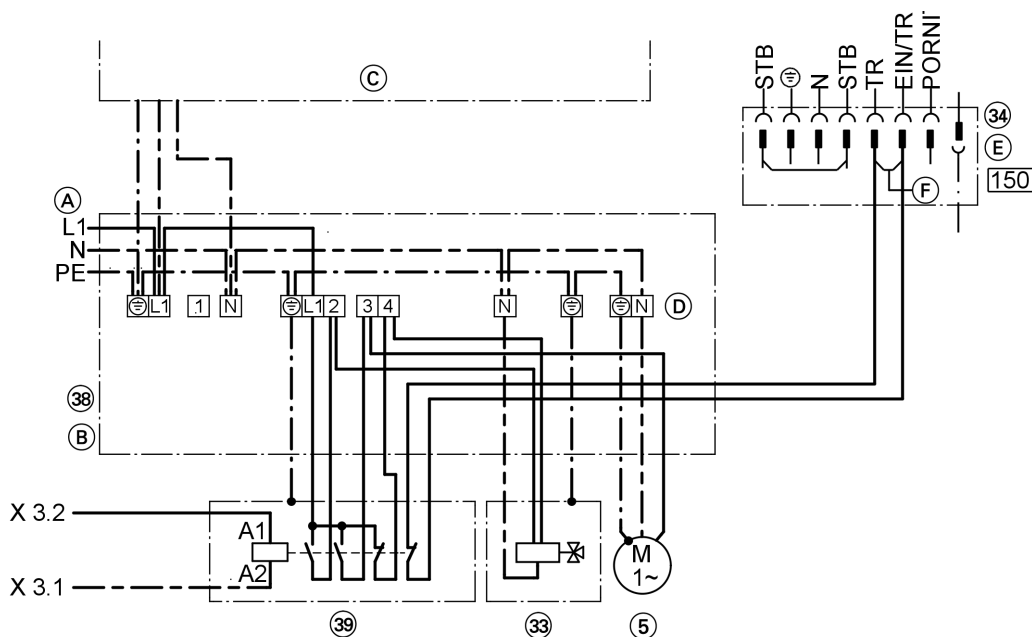 C
STB
N
STB
TR
EIN/TR
PORNI
34
E
150
F
A
L1
N
PE
L1 1 N L1 2 3 4 N N D
38
B
X 3.2
A1
A2
X 3.1
M
1~
39
33
5